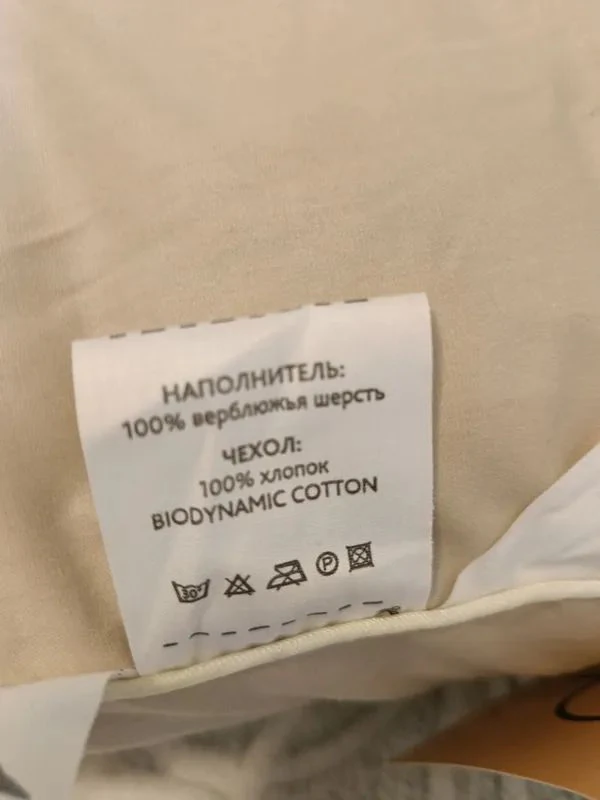 НАПОЛНИТЕЛЬ:
100% верблюжья шерсть
ЧЕХОЛ:
100% хлопок
BIODYNAMIC COTTON
30°
P